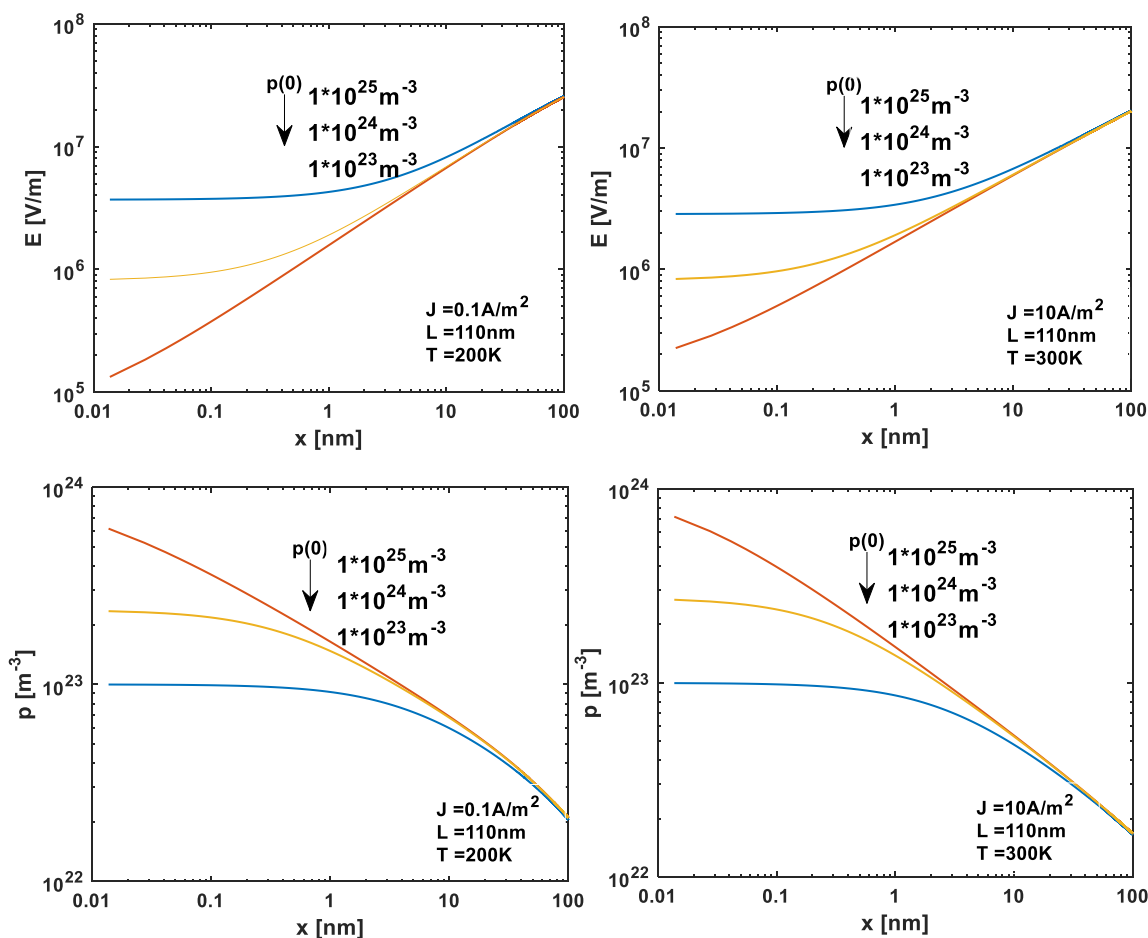 E [V/m]
10^8
10^7
10^6
10^5
p(0)
1*10^25m^-3
1*10^24m^-3
1*10^23m^-3
J =0.1A/m^2
L =110nm
T =200K
0.01 0.1 1 10 100
x [nm]
E [V/m]
10^8
10^7
10^6
10^5
p(0)
1*10^25m^-3
1*10^24m^-3
1*10^23m^-3
J =10A/m^2
L =110nm
T =300K
0.01 0.1 1 10 100
x [nm]
p [m^-3]
10^24
10^23
10^22
p(0)
1*10^25m^-3
1*10^24m^-3
1*10^23m^-3
J =0.1A/m^2
L =110nm
T =200K
0.01 0.1 1 10 100
x [nm]
p [m^-3]
10^24
10^23
10^22
p(0)
1*10^25m^-3
1*10^24m^-3
1*10^23m^-3
J =10A/m^2
L =110nm
T =300K
0.01 0.1 1 10 100
x [nm]